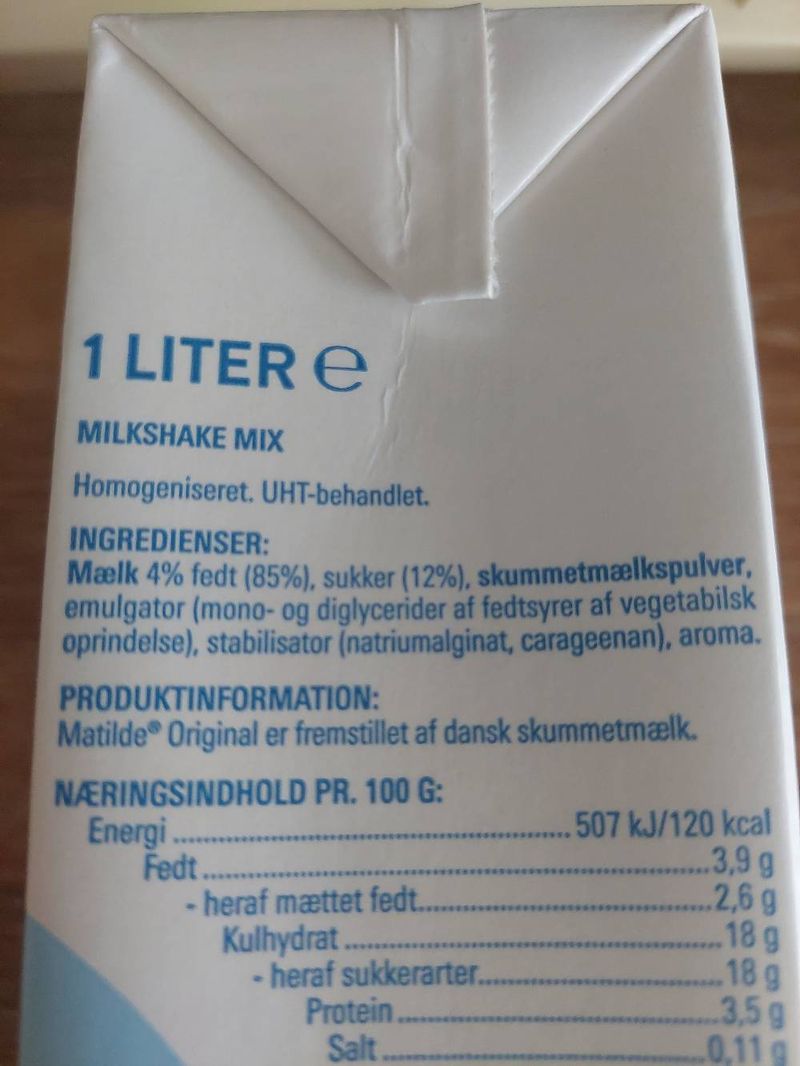 1 LITER ℮
MILKSHAKE MIX
Homogeniseret. UHT-behandlet.
INGREDIENSER:
Mælk 4% fedt (85%), sukker (12%), skummetmælkspulver,
emulgator (mono- og diglycerider af fedtsyrer af vegetabilsk
oprindelse), stabilisator (natriumalginat, carageenan), aroma.
PRODUKTINFORMATION:
Matilde® Original er fremstillet af dansk skummetmælk.
NÆRINGSINDHOLD PR. 100 G:
Energi ........ 507 kJ/120 kcal
Fedt ........ 3,9 g
- heraf mættet fedt ........ 2,6 g
Kulhydrat ........ 18 g
- heraf sukkerarter ........ 18 g
Protein ........ 3,5 g
Salt ........ 0,11 g